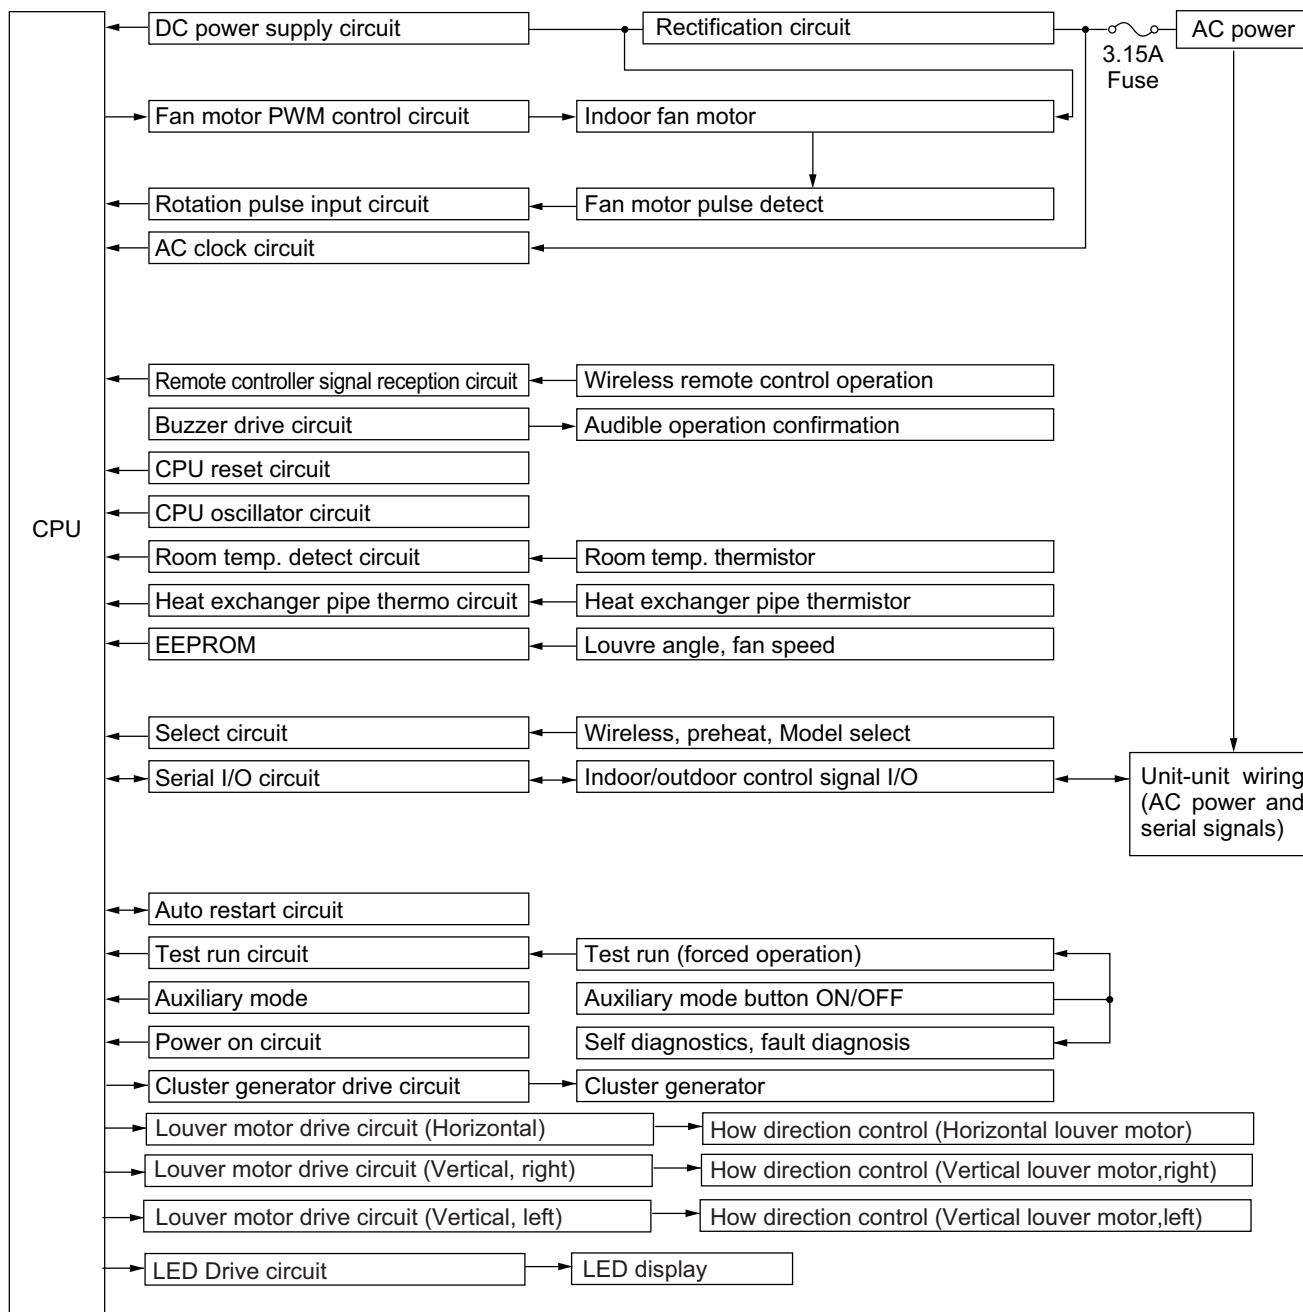 DC power supply circuit
Rectification circuit
AC power
3.15A
Fuse
Fan motor PWM control circuit
Indoor fan motor
Rotation pulse input circuit
Fan motor pulse detect
AC clock circuit
Remote controller signal reception circuit
Wireless remote control operation
Buzzer drive circuit
Audible operation confirmation
CPU reset circuit
CPU oscillator circuit
CPU
Room temp. detect circuit
Room temp. thermistor
Heat exchanger pipe thermo circuit
Heat exchanger pipe thermistor
EEPROM
Louvre angle, fan speed
Select circuit
Wireless, preheat, Model select
Serial I/O circuit
Indoor/outdoor control signal I/O
Unit-unit wiring
(AC power and
serial signals)
Auto restart circuit
Test run circuit
Test run (forced operation)
Auxiliary mode
Auxiliary mode button ON/OFF
Power on circuit
Self diagnostics, fault diagnosis
Cluster generator drive circuit
Cluster generator
Louver motor drive circuit (Horizontal)
How direction control (Horizontal louver motor)
Louver motor drive circuit (Vertical, right)
How direction control (Vertical louver motor,right)
Louver motor drive circuit (Vertical, left)
How direction control (Vertical louver motor,left)
LED Drive circuit
LED display